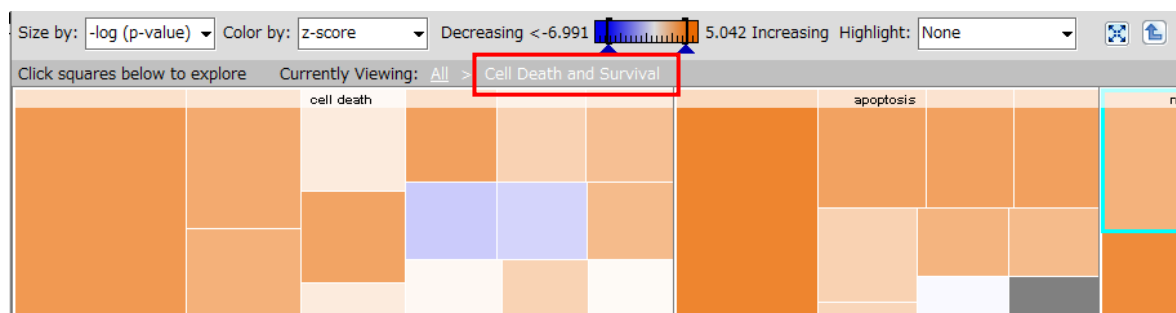 Size by: -log (p-value) Color by: z-score Decreasing <-6.991 5.042 Increasing Highlight: None
Click squares below to explore Currently Viewing: All > Cell Death and Survival
cell death apoptosis